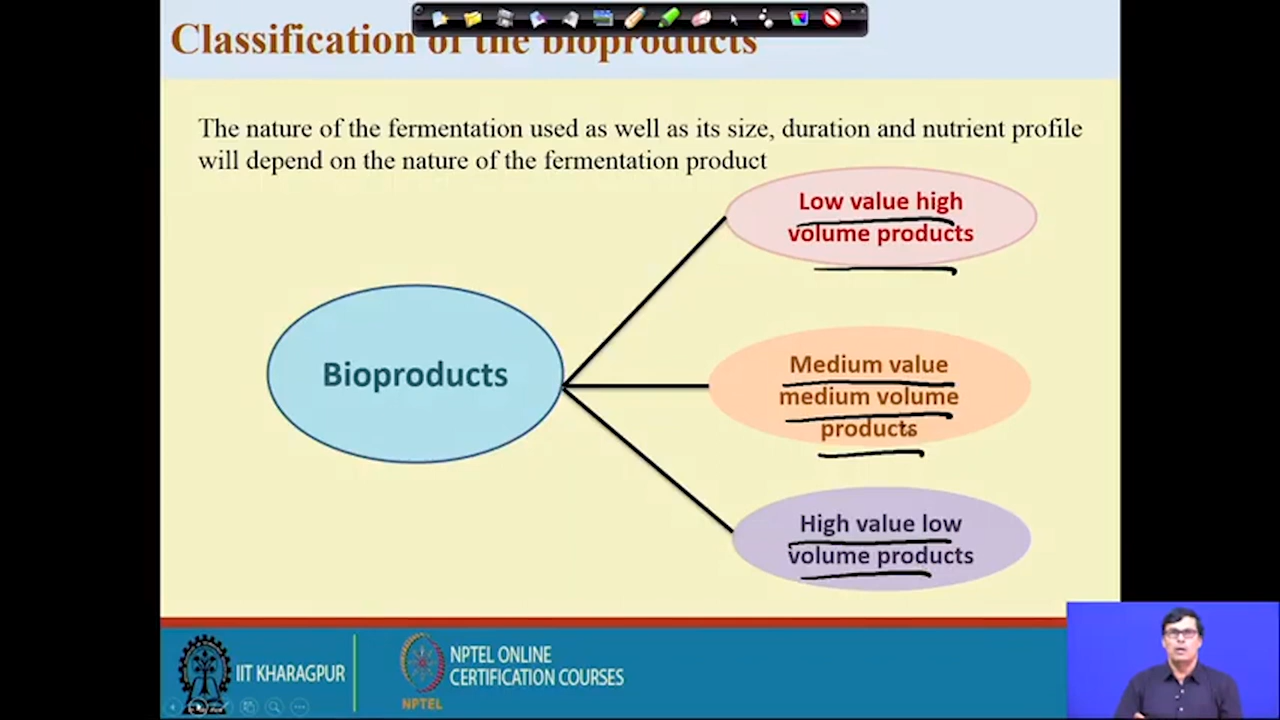 Classification of the bioproducts
The nature of the fermentation used as well as its size, duration and nutrient profile
will depend on the nature of the fermentation product
Low value high
volume products
Bioproducts
Medium value
medium volume
products
High value low
volume products
IIT KHARAGPUR
NPTEL ONLINE
CERTIFICATION COURSES
NPTEL